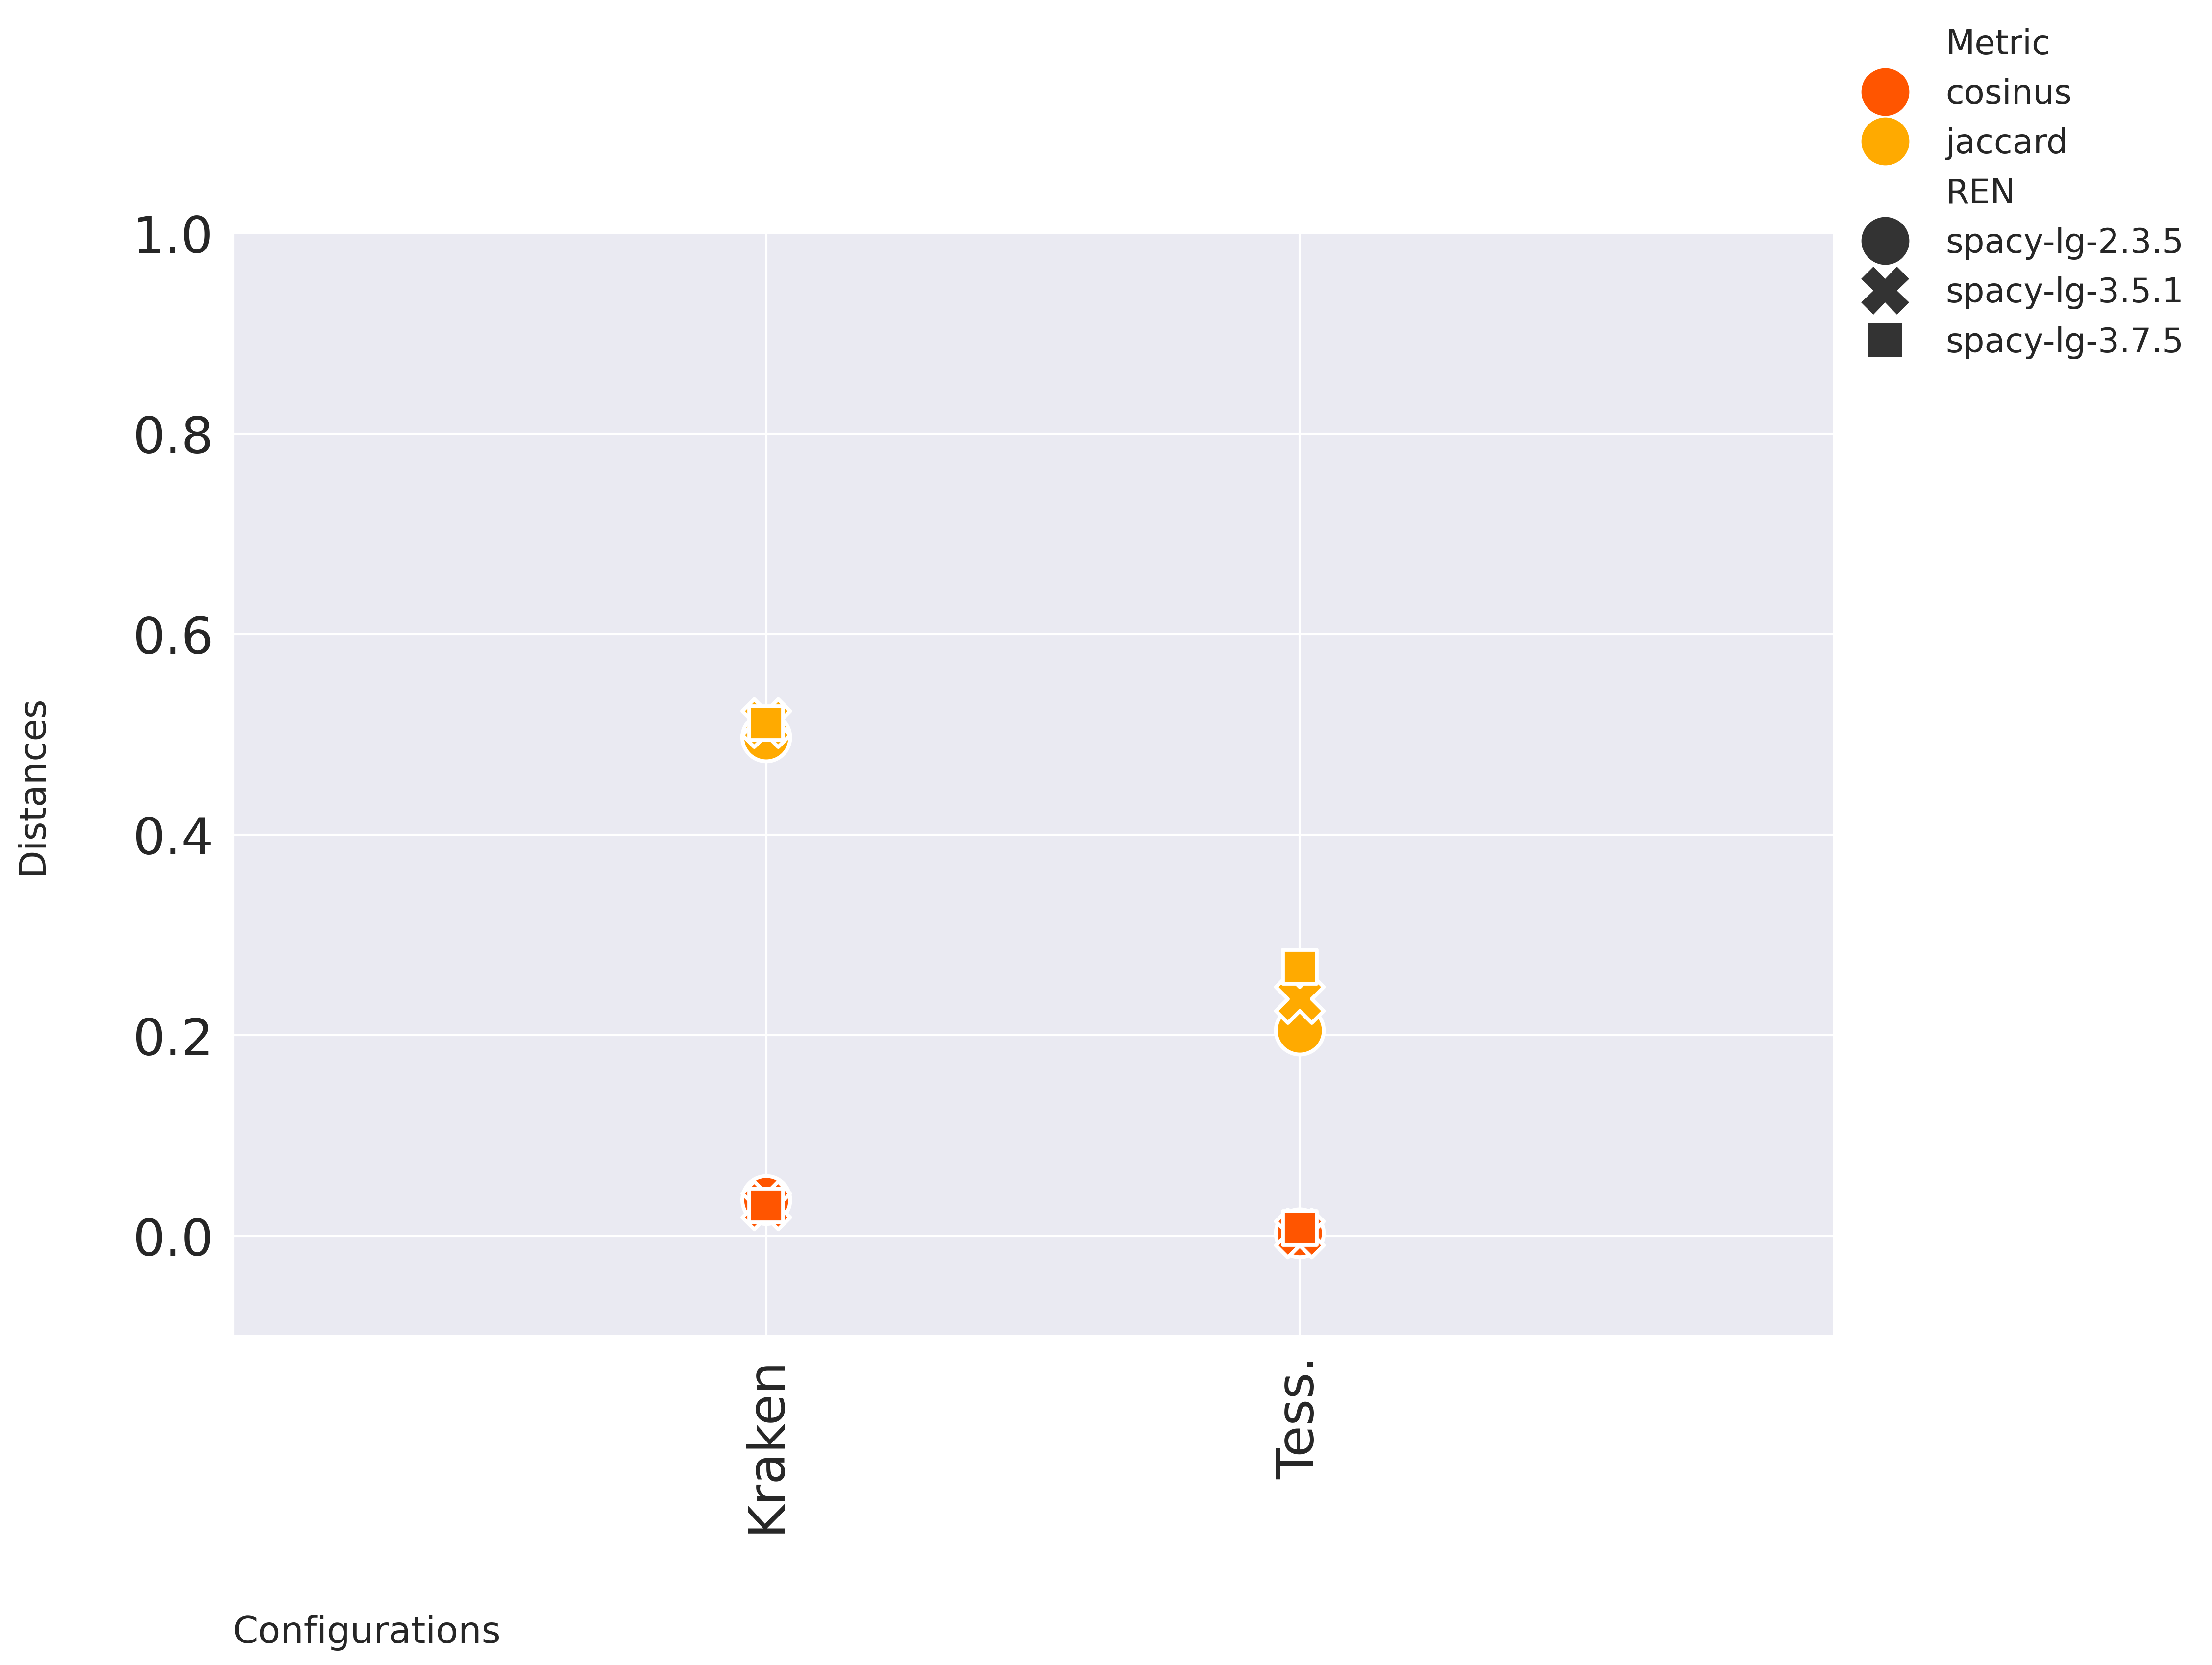 Metric
cosinus
jaccard
REN
spacy-lg-2.3.5
spacy-lg-3.5.1
spacy-lg-3.7.5
1.0
0.8
0.6
0.4
0.2
0.0
Distances
Kraken
Tess.
Configurations